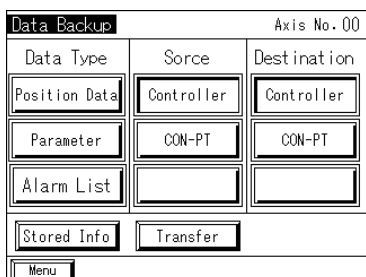 Data Backup Axis No.00
Data Type Sorce Destination
Position Data Controller Controller
Parameter CON-PT CON-PT
Alarm List
Stored Info Transfer
Menu